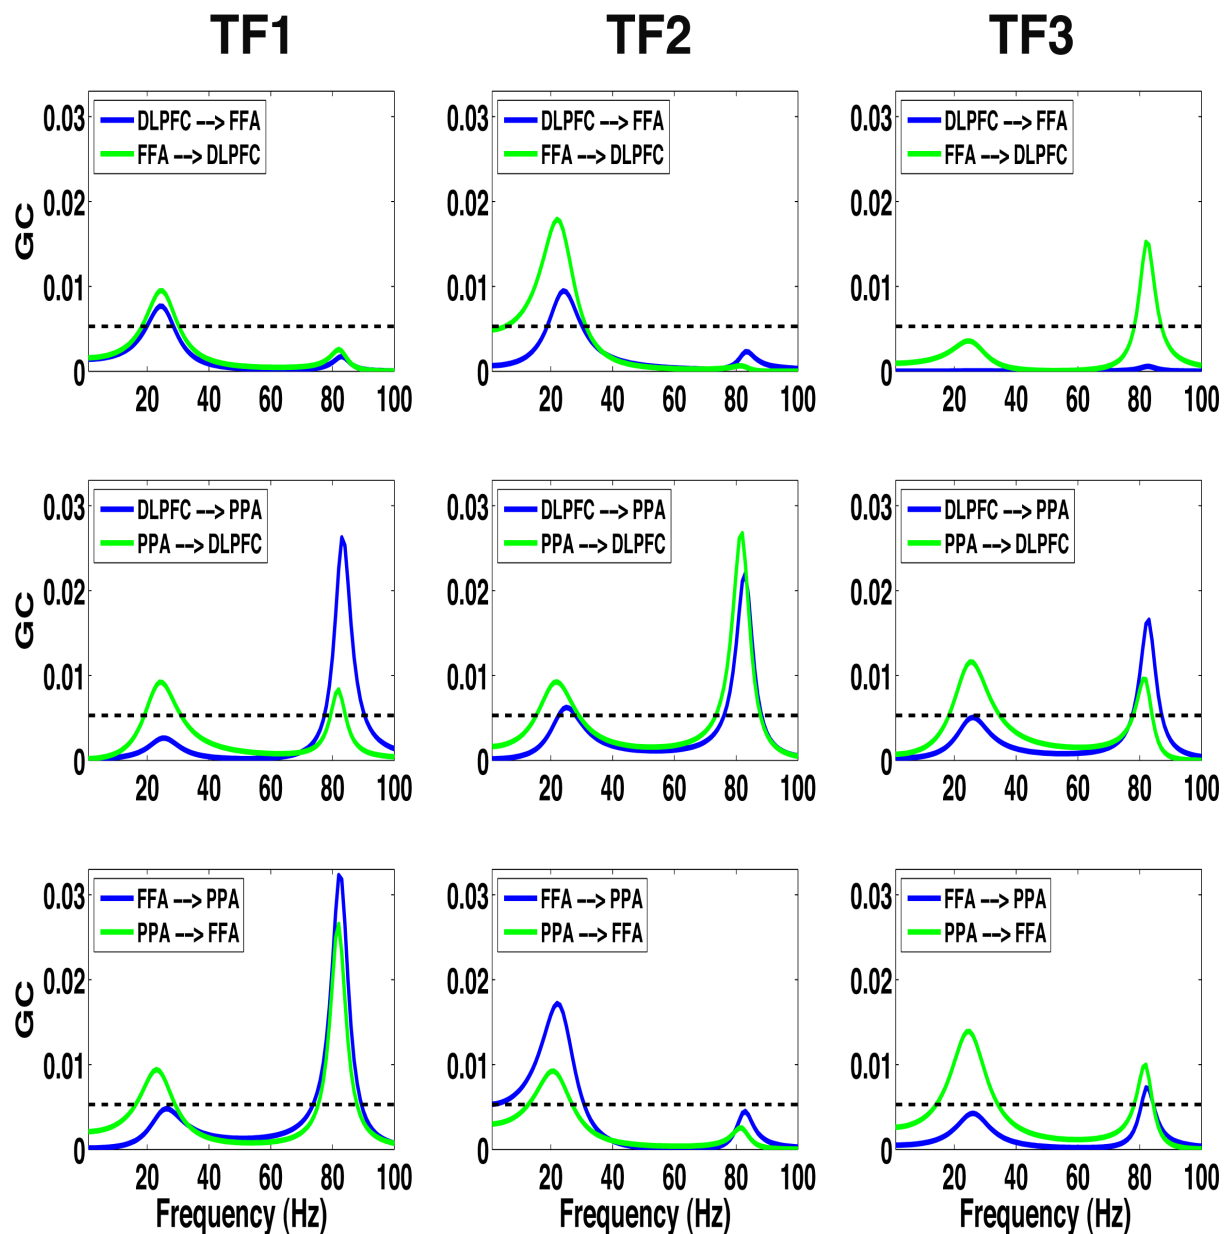 TF1 TF2 TF3
GC
0.03
0.02
0.01
0
20 40 60 80 100
DLPFC ---> FFA
FFA ---> DLPFC
0.03
0.02
0.01
0
20 40 60 80 100
DLPFC ---> FFA
FFA ---> DLPFC
0.03
0.02
0.01
0
20 40 60 80 100
DLPFC ---> FFA
FFA ---> DLPFC
GC
0.03
0.02
0.01
0
20 40 60 80 100
DLPFC ---> PPA
PPA ---> DLPFC
0.03
0.02
0.01
0
20 40 60 80 100
DLPFC ---> PPA
PPA ---> DLPFC
0.03
0.02
0.01
0
20 40 60 80 100
DLPFC ---> PPA
PPA ---> DLPFC
GC
0.03
0.02
0.01
0
20 40 60 80 100
FFA ---> PPA
PPA ---> FFA
Frequency (Hz)
0.03
0.02
0.01
0
20 40 60 80 100
FFA ---> PPA
PPA ---> FFA
Frequency (Hz)
0.03
0.02
0.01
0
20 40 60 80 100
FFA ---> PPA
PPA ---> FFA
Frequency (Hz)